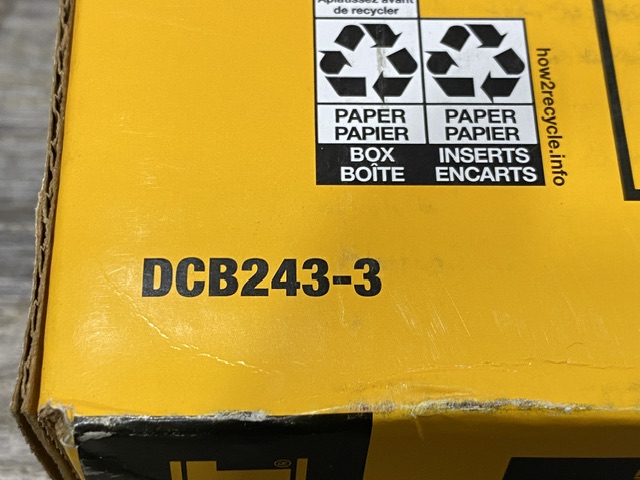 Aplatissez avant
de recycler
PAPER
PAPIER
PAPER
PAPIER
BOX
BOÎTE
INSERTS
ENCARTS
how2recycle.info
DCB243-3
®